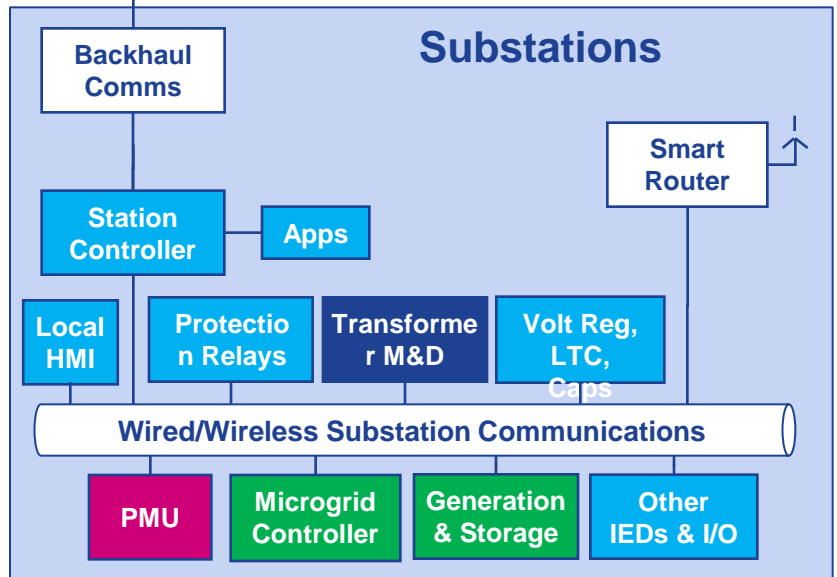 Substations
Backhaul
Comms
Smart
Router
Station
Controller
Apps
Local
HMI
Protectio
n Relays
Transforme
r M&D
Volt Reg,
LTC,
Caps
Wired/Wireless Substation Communications
PMU
Microgrid
Controller
Generation
& Storage
Other
IEDs & I/O